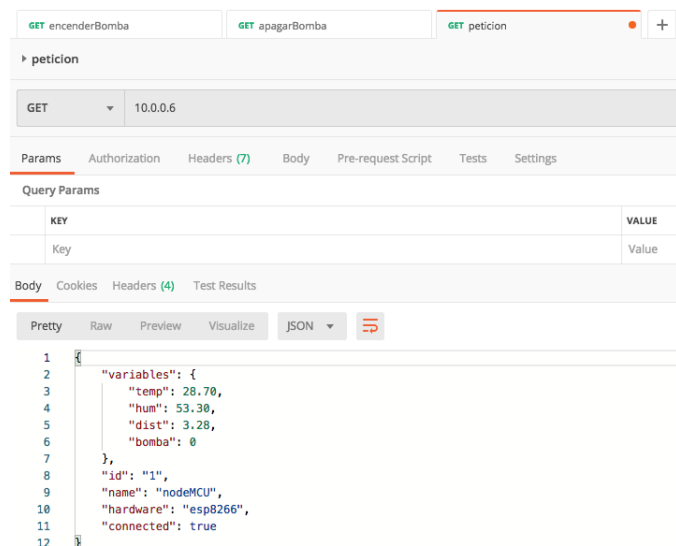 GET encenderBomba GET apagarBomba GET peticion +
peticion
GET 10.0.0.6
Params Authorization Headers (7) Body Pre-request Script Tests Settings
Query Params
KEY VALUE
Key Value
Body Cookies Headers (4) Test Results
Pretty Raw Preview Visualize JSON
1 {
2 "variables": {
3 "temp": 28.70,
4 "hum": 53.30,
5 "dist": 3.28,
6 "bomba": 0
7 },
8 "id": "1",
9 "name": "nodeMCU",
10 "hardware": "esp8266",
11 "connected": true
12 }